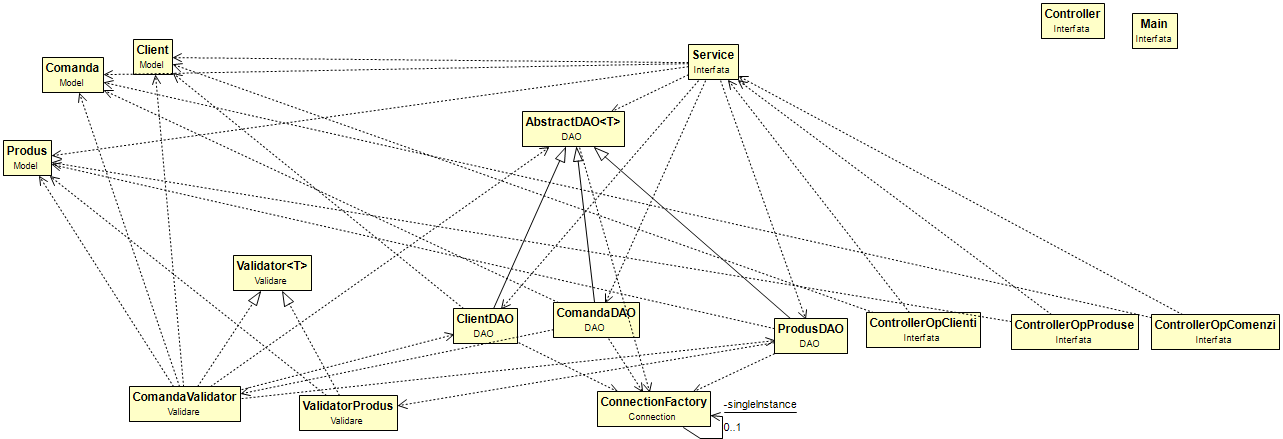 Controller
Interfata
Main
Interfata
Client
Model
Service
Interfata
Comanda
Model
AbstractDAO<T>
DAO
Produs
Model
Validator<T>
Validare
ClientDAO
DAO
ComandaDAO
DAO
ProdusDAO
DAO
ControllerOpClienti
Interfata
ControllerOpProduse
Interfata
ControllerOpComenzi
Interfata
ComandaValidator
Validare
ValidatorProdus
Validare
ConnectionFactory
Connection
-singleInstance
0..1